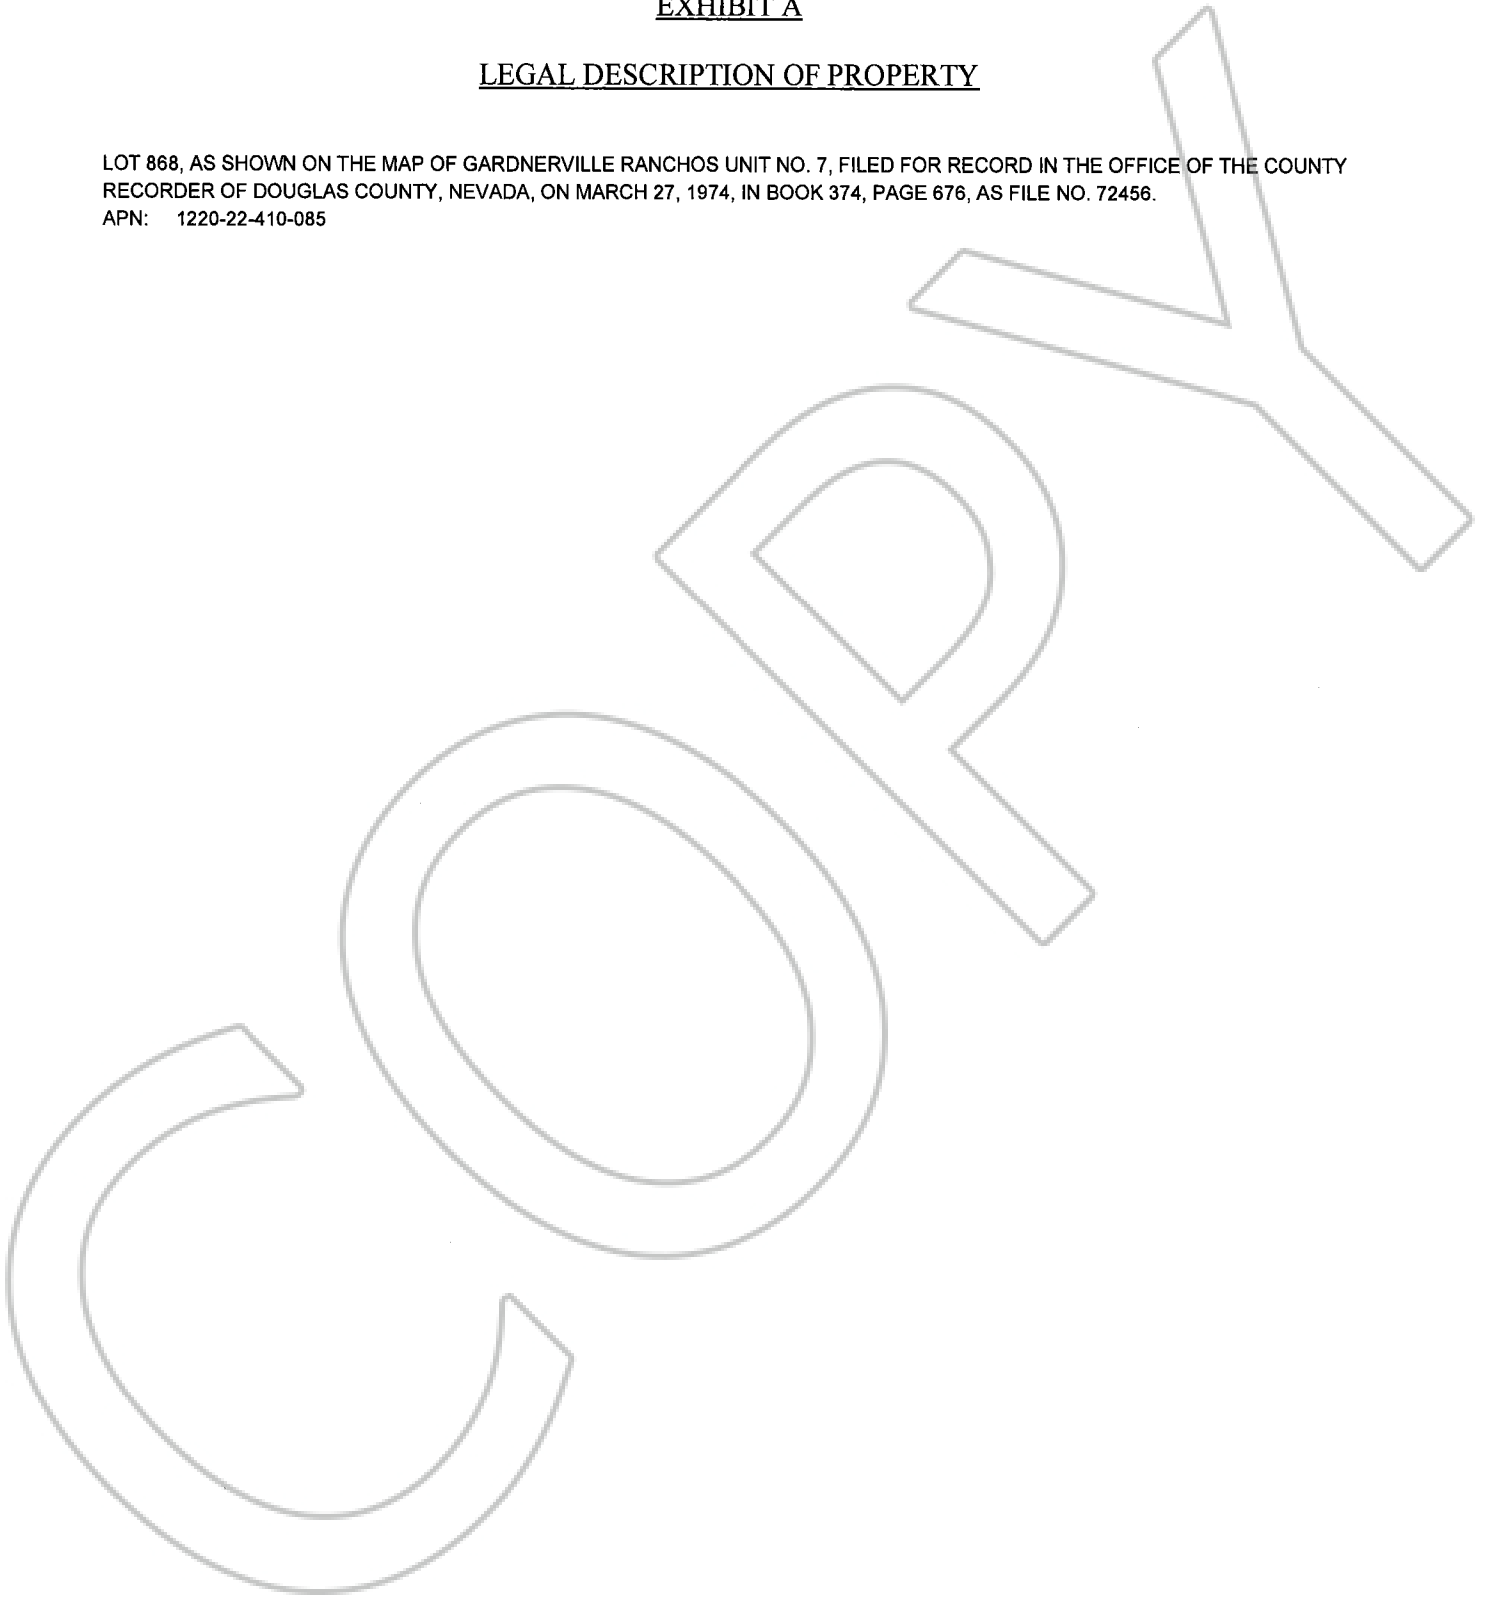 EXHIBIT A
LEGAL DESCRIPTION OF PROPERTY
LOT 868, AS SHOWN ON THE MAP OF GARDNERVILLE RANCHOS UNIT NO. 7, FILED FOR RECORD IN THE OFFICE OF THE COUNTY
RECORDER OF DOUGLAS COUNTY, NEVADA, ON MARCH 27, 1974, IN BOOK 374, PAGE 676, AS FILE NO. 72456.
APN: 1220-22-410-085
COPY